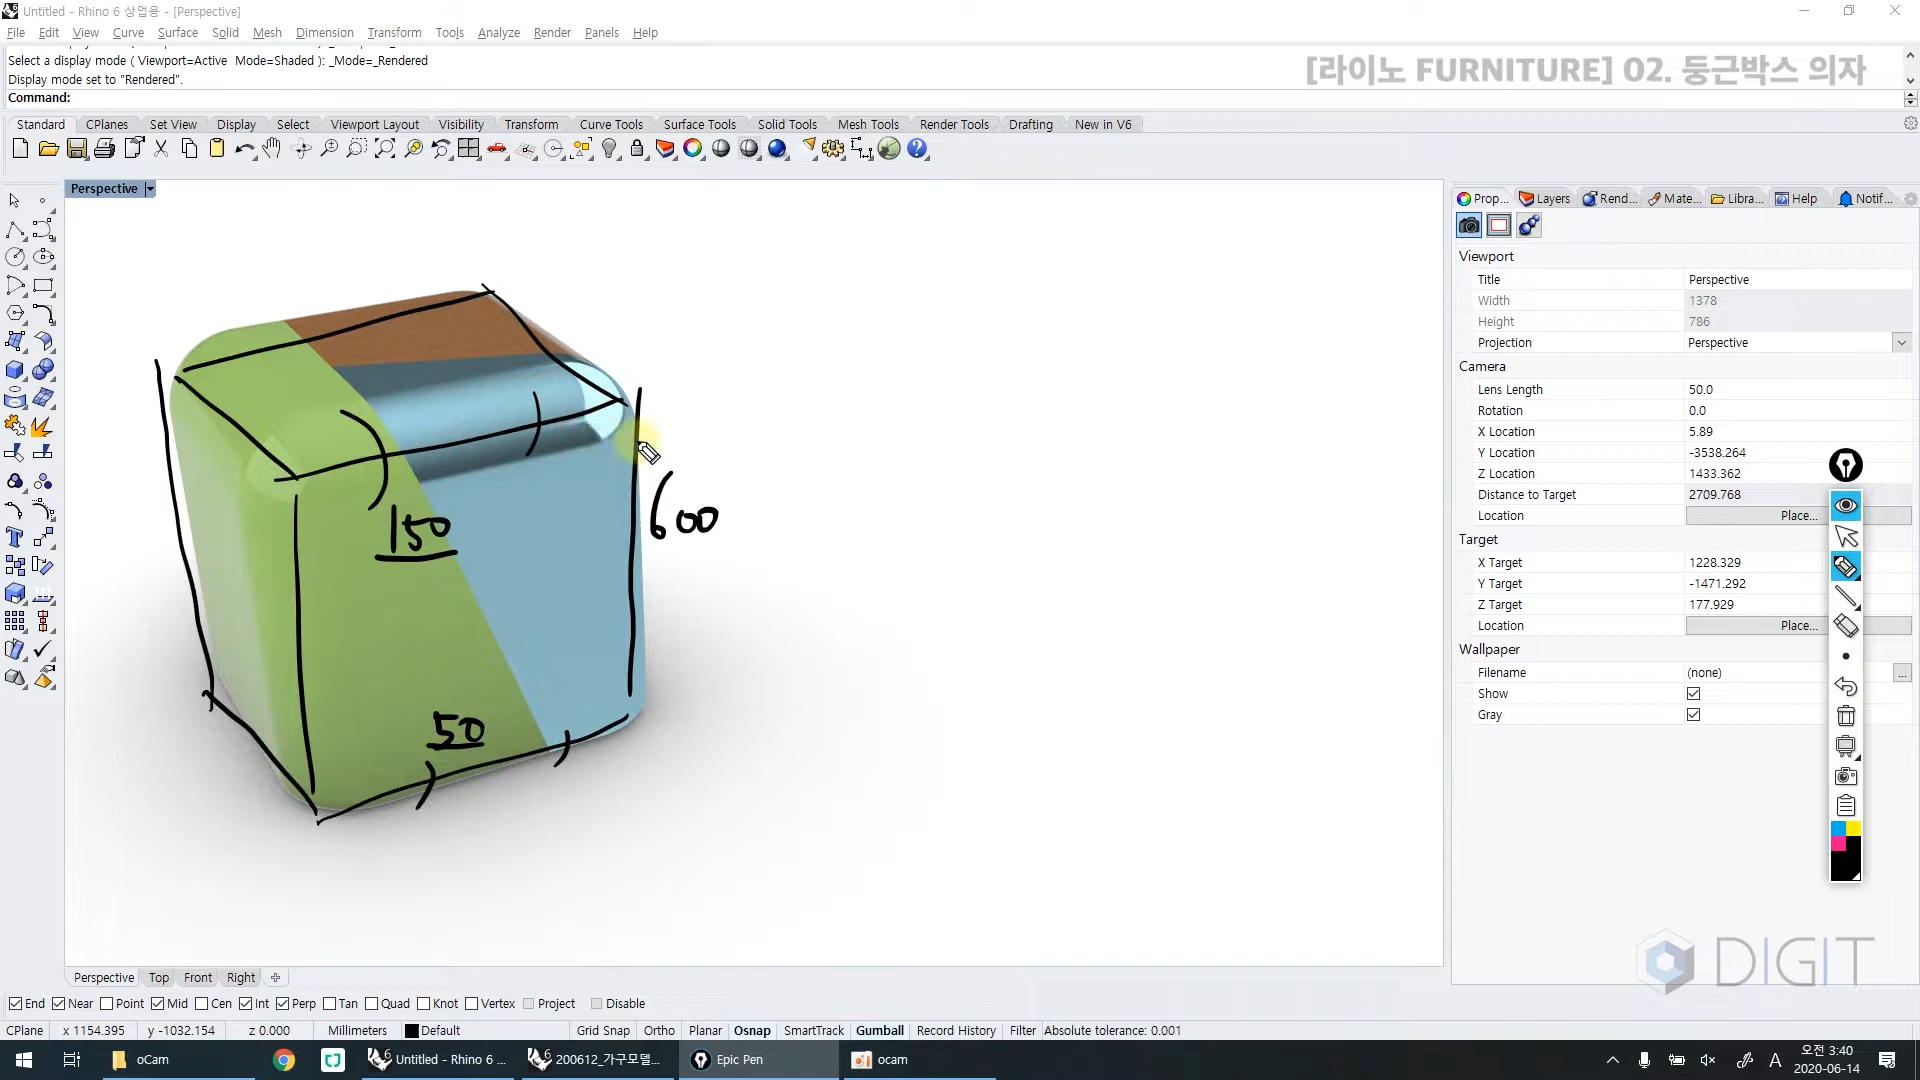 Untitled - Rhino 6 상업용 - [Perspective]
File Edit View Curve Surface Solid Mesh Dimension Transform Tools Analyze Render Panels Help
Select a display mode ( Viewport=Active Mode=Shaded ): _Mode=_Rendered
Display mode set to "Rendered".
Command:
[라이노 FURNITURE] 02. 둥근박스 의자
Standard CPlanes Set View Display Select Viewport Layout Visibility Transform Curve Tools Surface Tools Solid Tools Mesh Tools Render Tools Drafting New in V6
Perspective
Prop... Layers Rend... Mate... Libra... Help Notif...
Viewport
Title Perspective
Width 1378
Height 786
Projection Perspective
Camera
Lens Length 50.0
Rotation 0.0
X Location 5.89
Y Location -3538.264
Z Location 1433.362
Distance to Target 2709.768
Location Place...
Target
X Target 1228.329
Y Target -1471.292
Z Target 177.929
Location Place...
Wallpaper
Filename (none) ...
Show
Gray
600
150
50
DIGIT
Perspective Top Front Right
End Near Point Mid Cen Int Perp Tan Quad Knot Vertex Project Disable
CPlane x 1154.395 y -1032.154 z 0.000 Millimeters Default Grid Snap Ortho Planar Osnap SmartTrack Gumball Record History Filter Absolute tolerance: 0.001
oCam Untitled - Rhino 6 ... 200612_가구모델... Epic Pen ocam
A 오전 3:40
2020-06-14